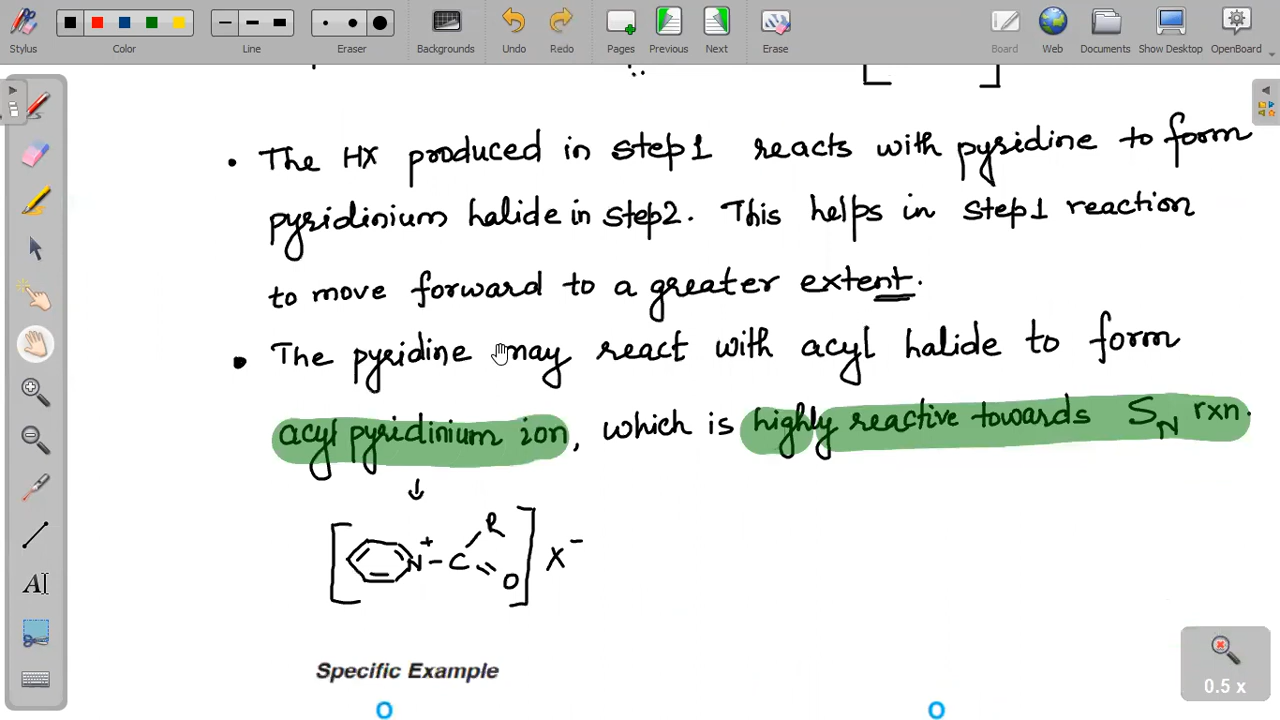 Stylus
Color
Line
Eraser
Backgrounds
Undo
Redo
Pages
Previous
Next
Erase
Board
Web
Documents
Show Desktop
OpenBoard
• The HX produced in step1 reacts with pyridine to form
pyridinium halide in step2. This helps in step1 reaction
to move forward to a greater extent.
• The pyridine may react with acyl halide to form
acyl pyridinium ion, which is highly reactive towards SN rxn.
↓
R
[ N+ – C = O ] X–
Specific Example
O O
0.5 x